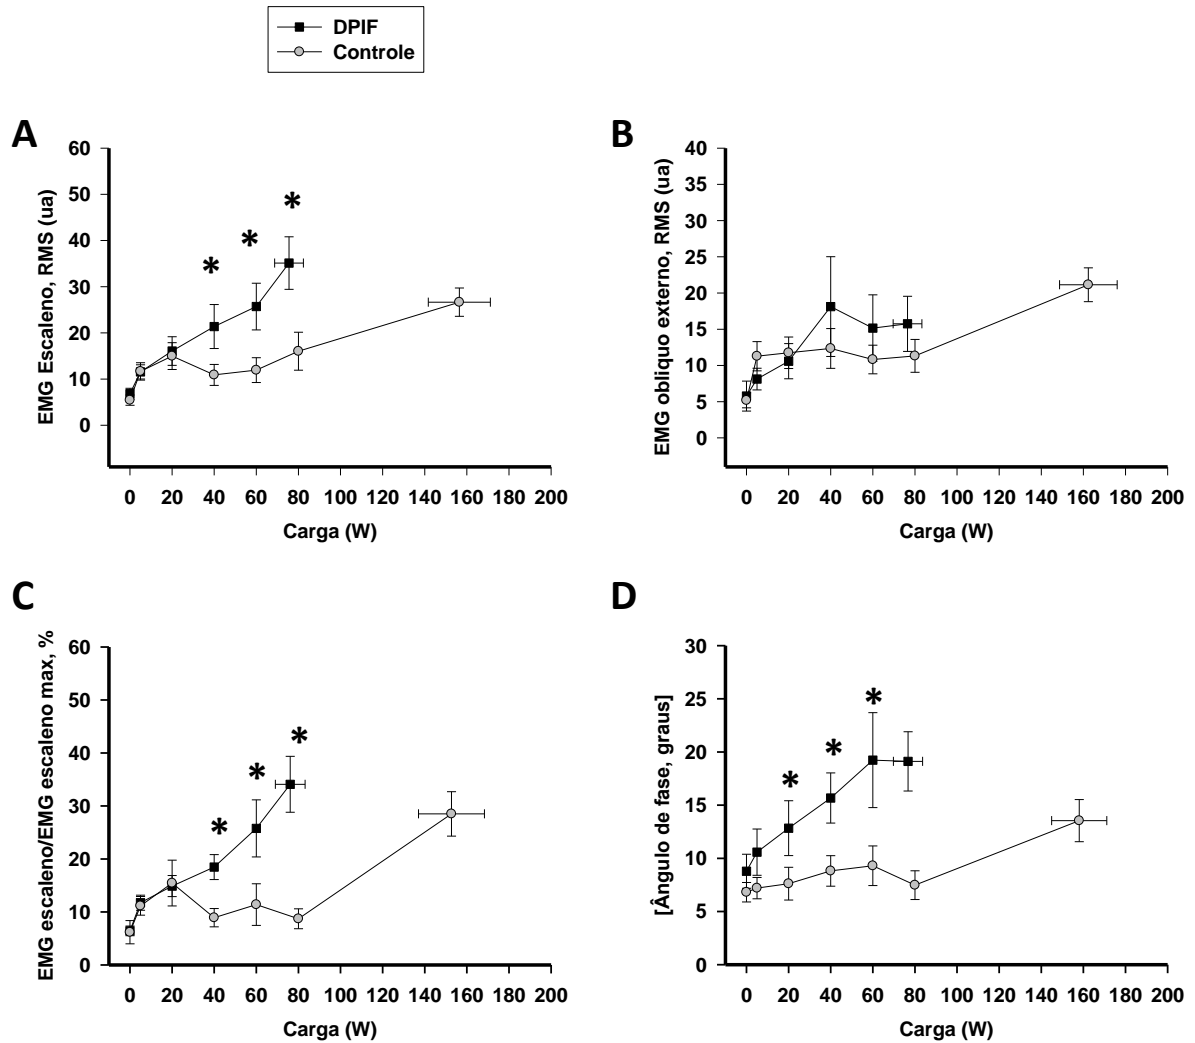 DPIF
Controle
A
EMG Escaleno, RMS (ua)
60
50
40
30
20
10
0
* * *
0 20 40 60 80 100 120 140 160 180 200
Carga (W)
B
EMG obliquo externo, RMS (ua)
40
35
30
25
20
15
10
5
0
0 20 40 60 80 100 120 140 160 180 200
Carga (W)
C
EMG escaleno/EMG escaleno max, %
60
50
40
30
20
10
0
* * *
0 20 40 60 80 100 120 140 160 180 200
Carga (W)
D
[Ângulo de fase, graus]
30
25
20
15
10
5
0
* * *
0 20 40 60 80 100 120 140 160 180 200
Carga (W)